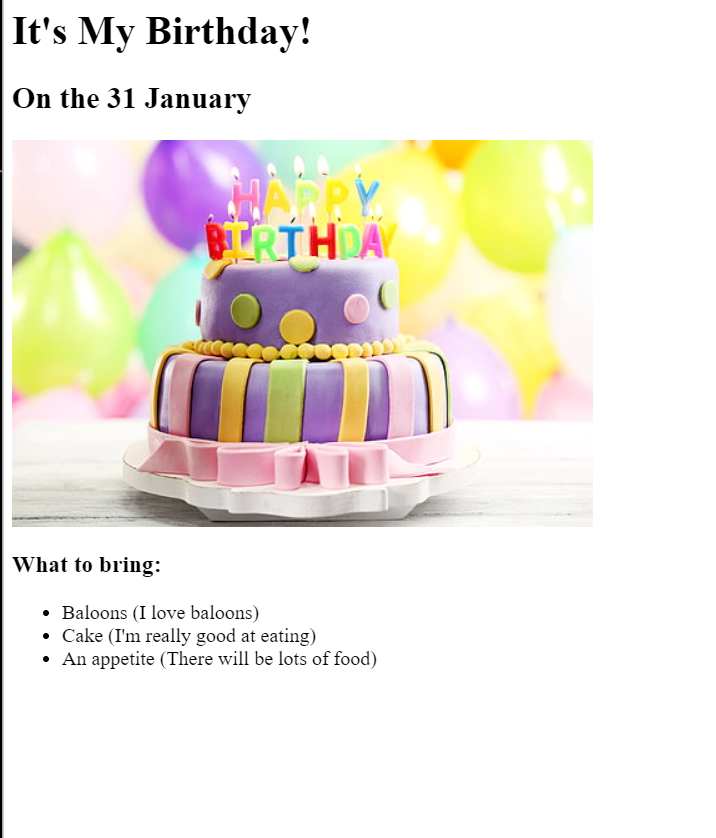 It's My Birthday!
On the 31 January
HAPPY
BIRTHDAY
What to bring:
Baloons (I love baloons)
Cake (I'm really good at eating)
An appetite (There will be lots of food)